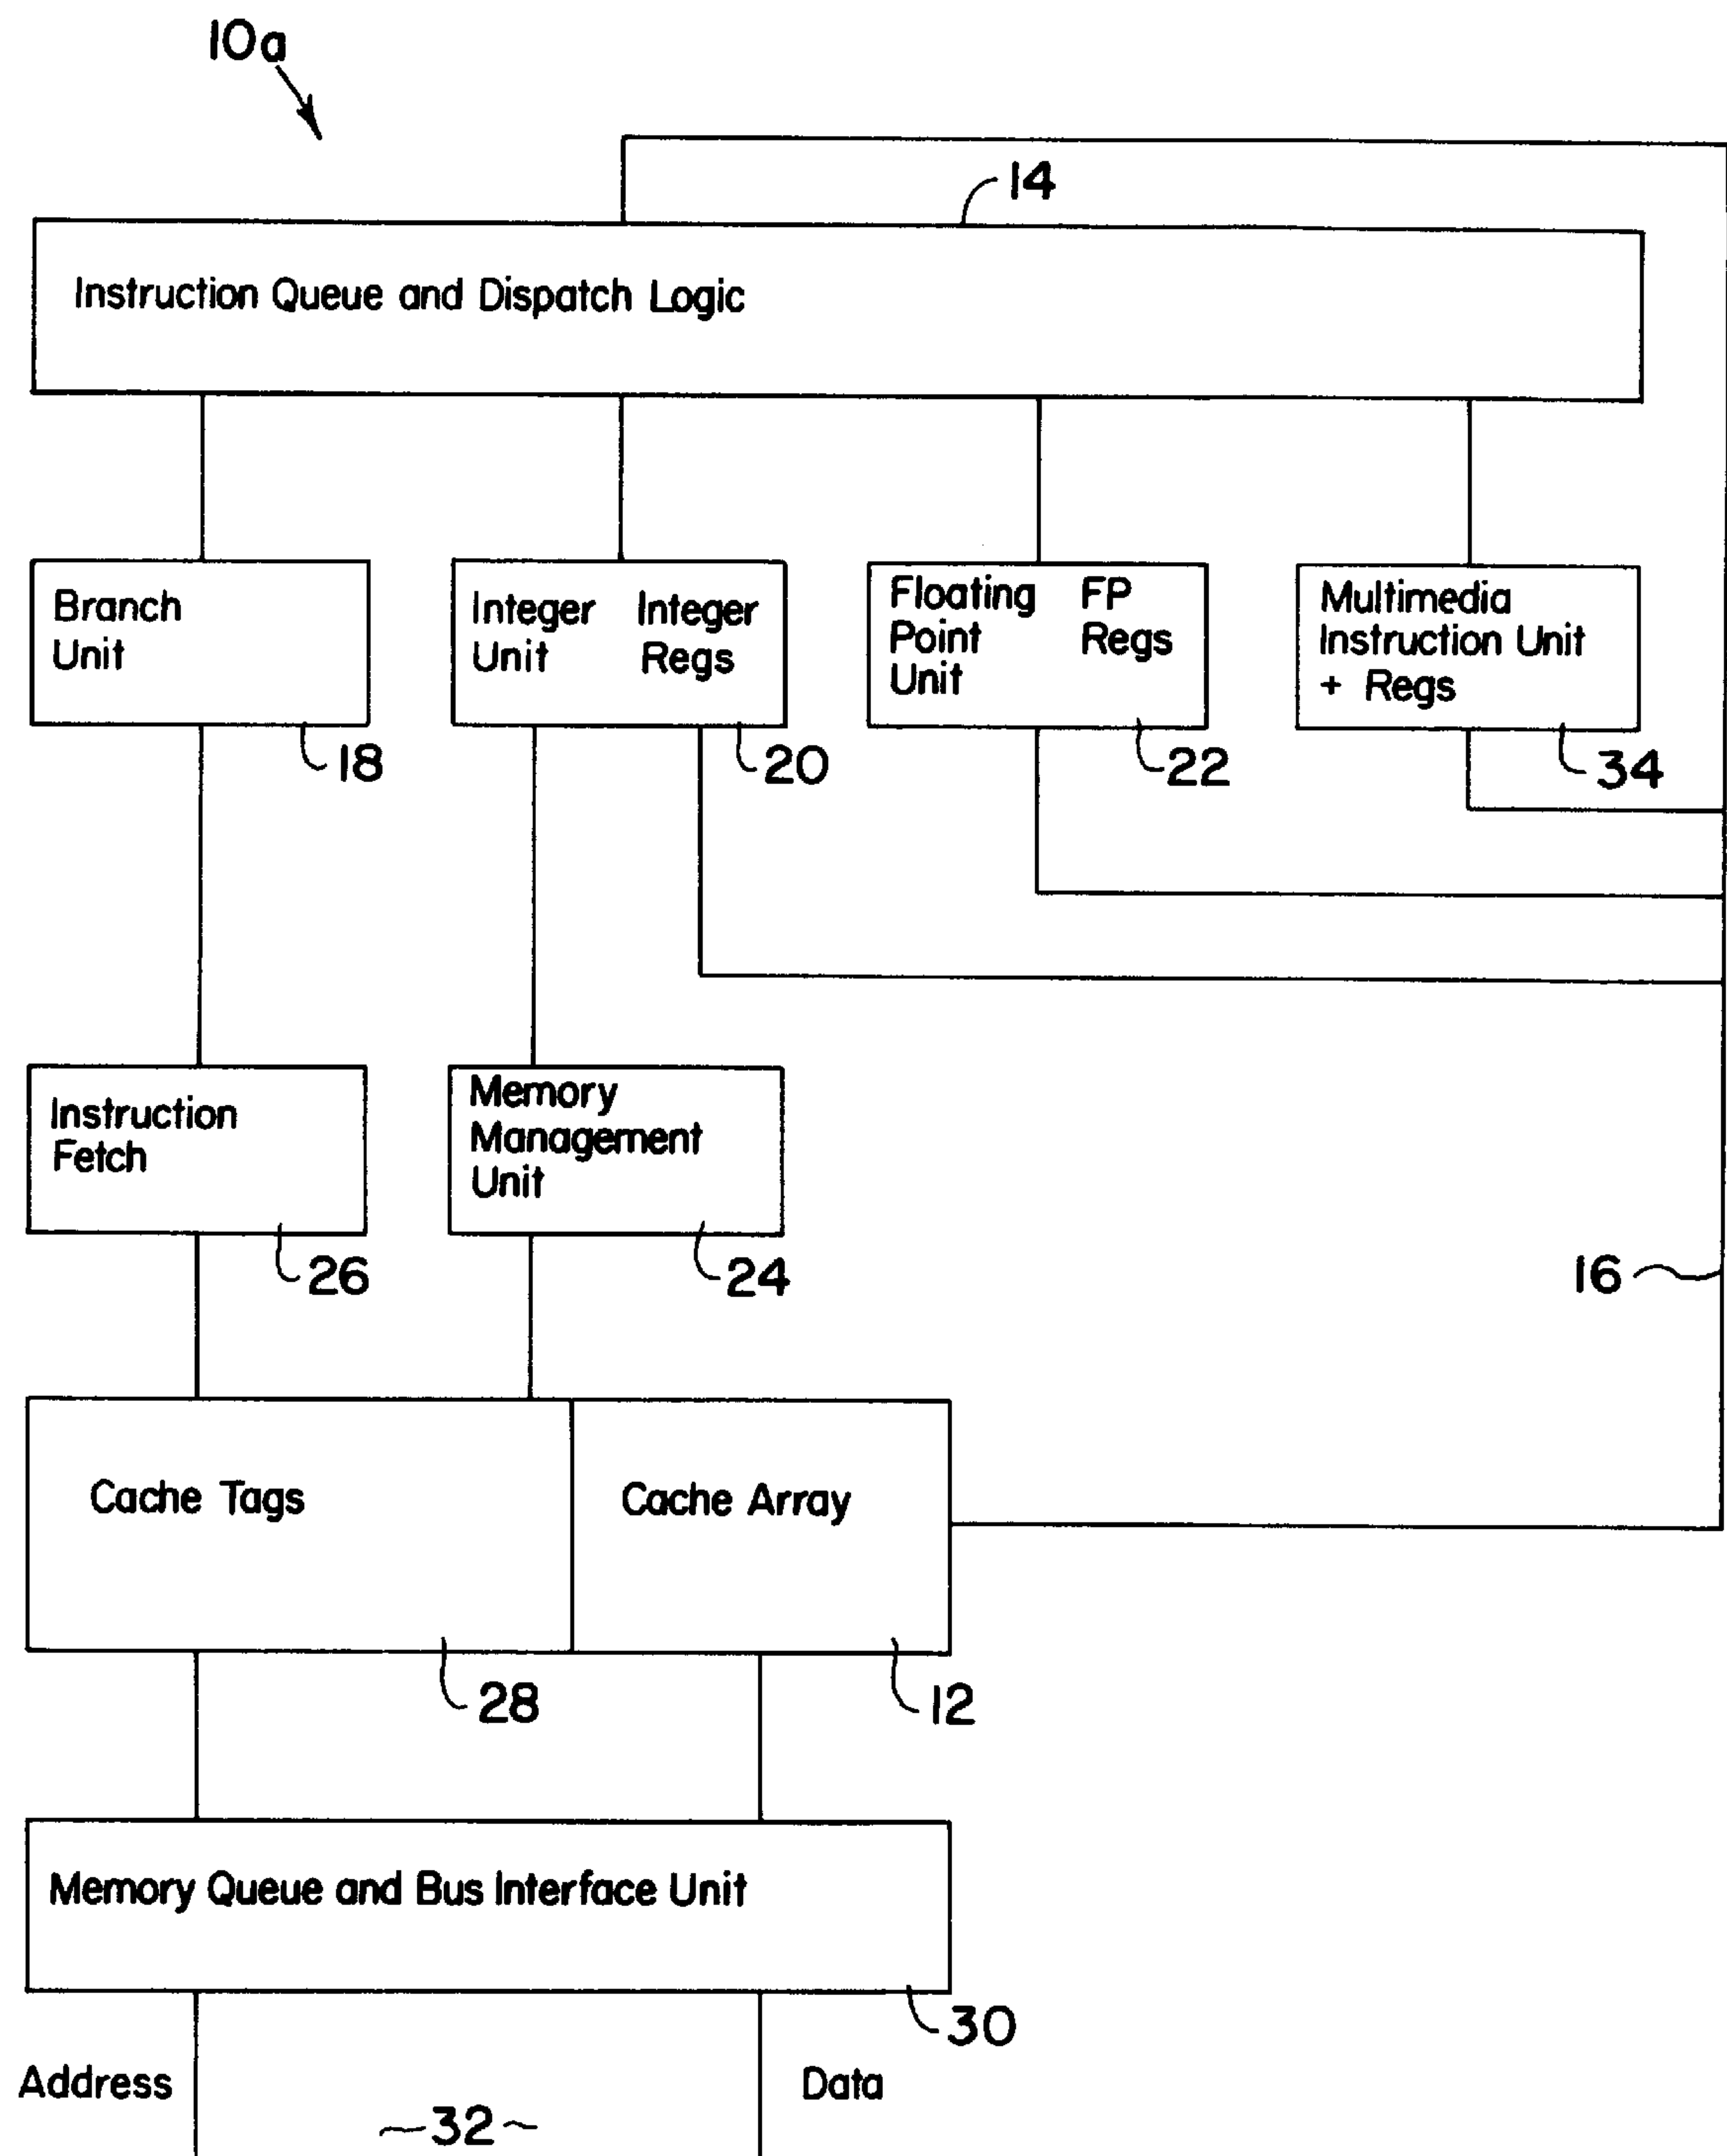 10a
14
Instruction Queue and Dispatch Logic
Branch
Unit
18
Integer Integer
Unit Regs
20
Floating FP
Point Regs
Unit
22
Multimedia
Instruction Unit
+ Regs
34
Instruction
Fetch
26
Memory
Management
Unit
24
16
Cache Tags
28
Cache Array
12
Memory Queue and Bus Interface Unit
30
Address
32
Data